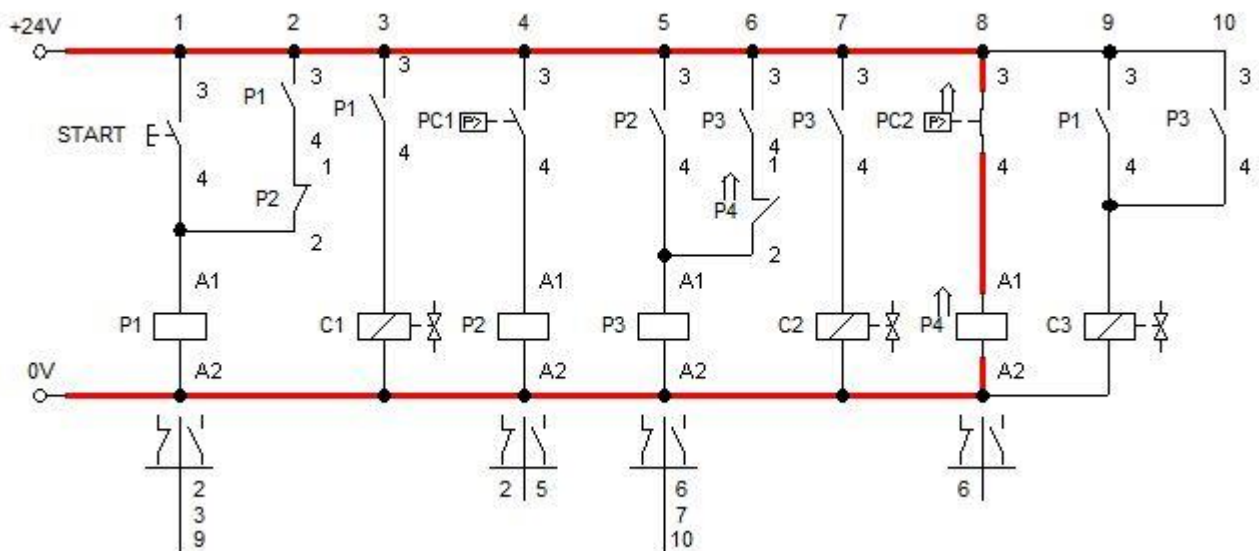 1 2 3 4 5 6 7 8 9 10
+24V
3 3 3 3 3 3 3 3 3 3
P1 P1 PC1 P> P2 P3 P3 PC2 P> P1 P3
START
4 4 4 4 4 4 4 4 4 4
1 1
P2 P4
2 2
A1 A1 A1 A1
P1 C1 P2 P3 C2 P4 C3
0V A2 A2 A2 A2
2 2 5 6 6
3 7
9 10